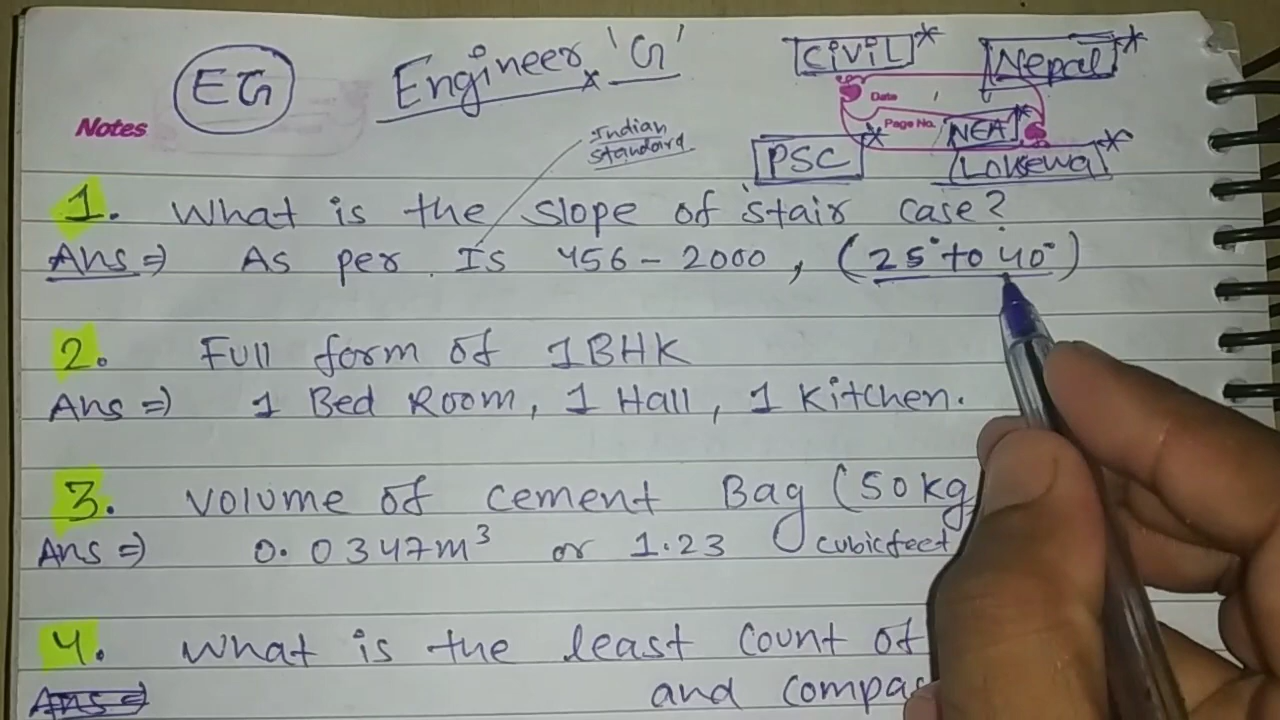 EG Engineer 'G' CiviL* Nepal*
Notes Date
Page No. NEA*
Indian standard PSC* Loksewa*
1. What is the slope of stair case?
Ans => As per Is 456-2000, (25° to 40°)
2. Full form of 1BHK
Ans => 1 Bed Room, 1 Hall, 1 Kitchen.
3. Volume of cement Bag (50kg
Ans => 0.0347m³ or 1.23 cubicfeet
4. What is the least count of
Ans => and compas